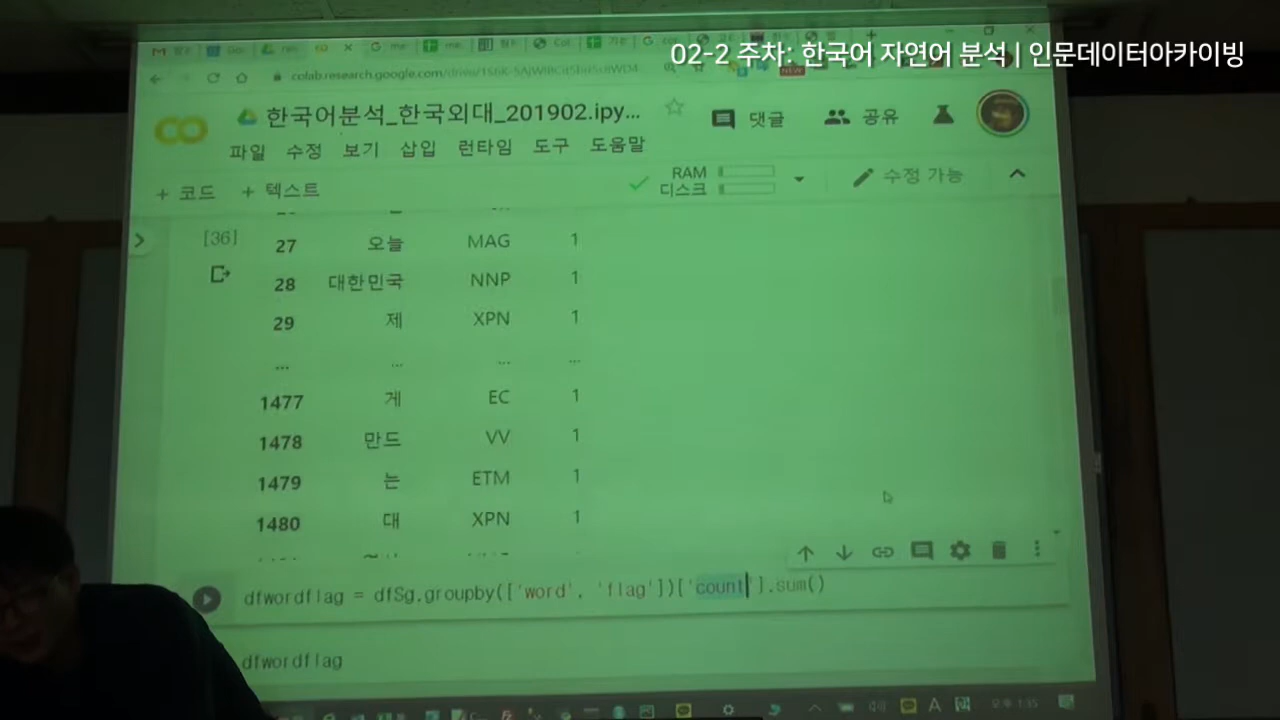 02-2 주차: 한국어 자연어 분석 | 인문데이터아카이빙
한국어분석_한국외대_201902.ipy...
댓글 공유
파일 수정 보기 삽입 런타임 도구 도움말
+ 코드 + 텍스트
RAM
디스크
수정 가능
[36]
27 오늘 MAG 1
28 대한민국 NNP 1
29 제 XPN 1
... ... ... ...
1477 게 EC 1
1478 만드 VV 1
1479 는 ETM 1
1480 대 XPN 1
dfwordflag = dfSg.groupby(['word', 'flag'])['count'].sum()
dfwordflag
A 오후 1:35